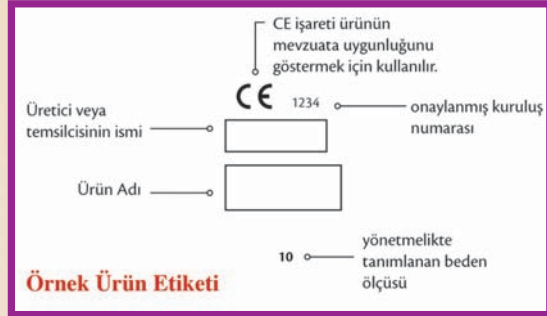 CE işareti ürünün
mevzuata uygunluğunu
göstermek için kullanılır.
CE 1234
onaylanmış kuruluş
numarası
Üretici veya
temsilcisinin ismi
Ürün Adı
10
yönetmelikte
tanımlanan beden
ölçüsü
Örnek Ürün Etiketi